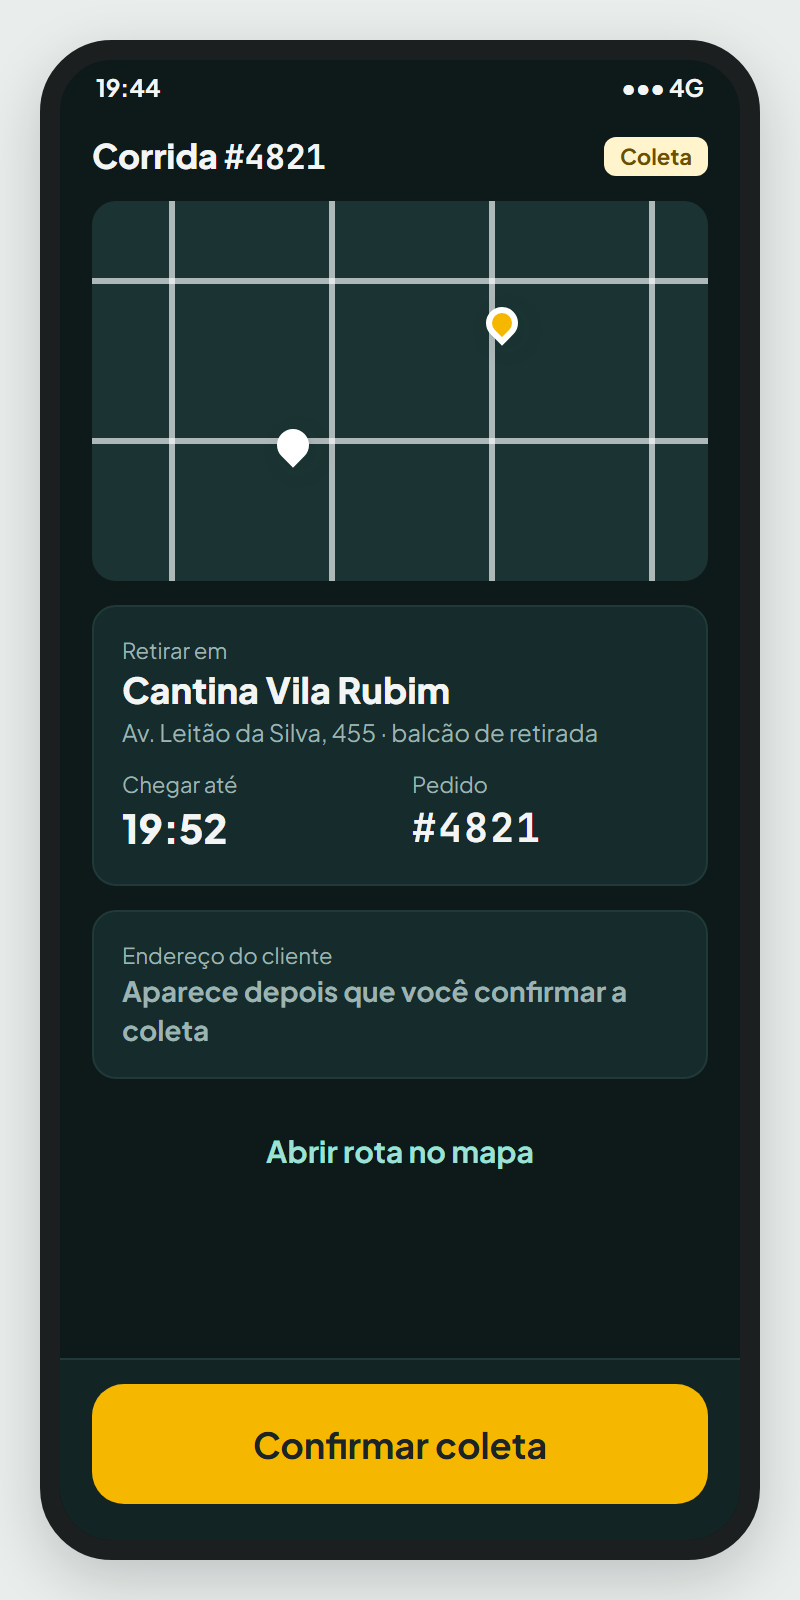 19:44
●●● 4G
Corrida #4821
Coleta
Retirar em
Cantina Vila Rubim
Av. Leitão da Silva, 455 · balcão de retirada
Chegar até
Pedido
19:52
#4821
Endereço do cliente
Aparece depois que você confirmar a
coleta
Abrir rota no mapa
Confirmar coleta